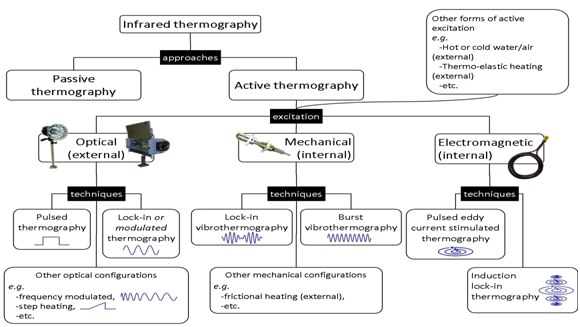 Infrared thermography
Other forms of active
excitation
e.g.
-Hot or cold water/air
(external)
-Thermo-elastic heating
(external)
-etc.
approaches
Passive
thermography
Active thermography
excitation
Optical
(external)
Mechanical
(internal)
Electromagnetic
(internal)
techniques
techniques
techniques
Pulsed
thermography
Lock-in or
modulated
thermography
Lock-in
vibrothermography
Burst
vibrothermography
Pulsed eddy
current stimulated
thermography
Other optical configurations
e.g.
-frequency modulated,
-step heating,
-etc.
Other mechanical configurations
e.g.
-frictional heating (external),
-etc.
Induction
lock-in
thermography